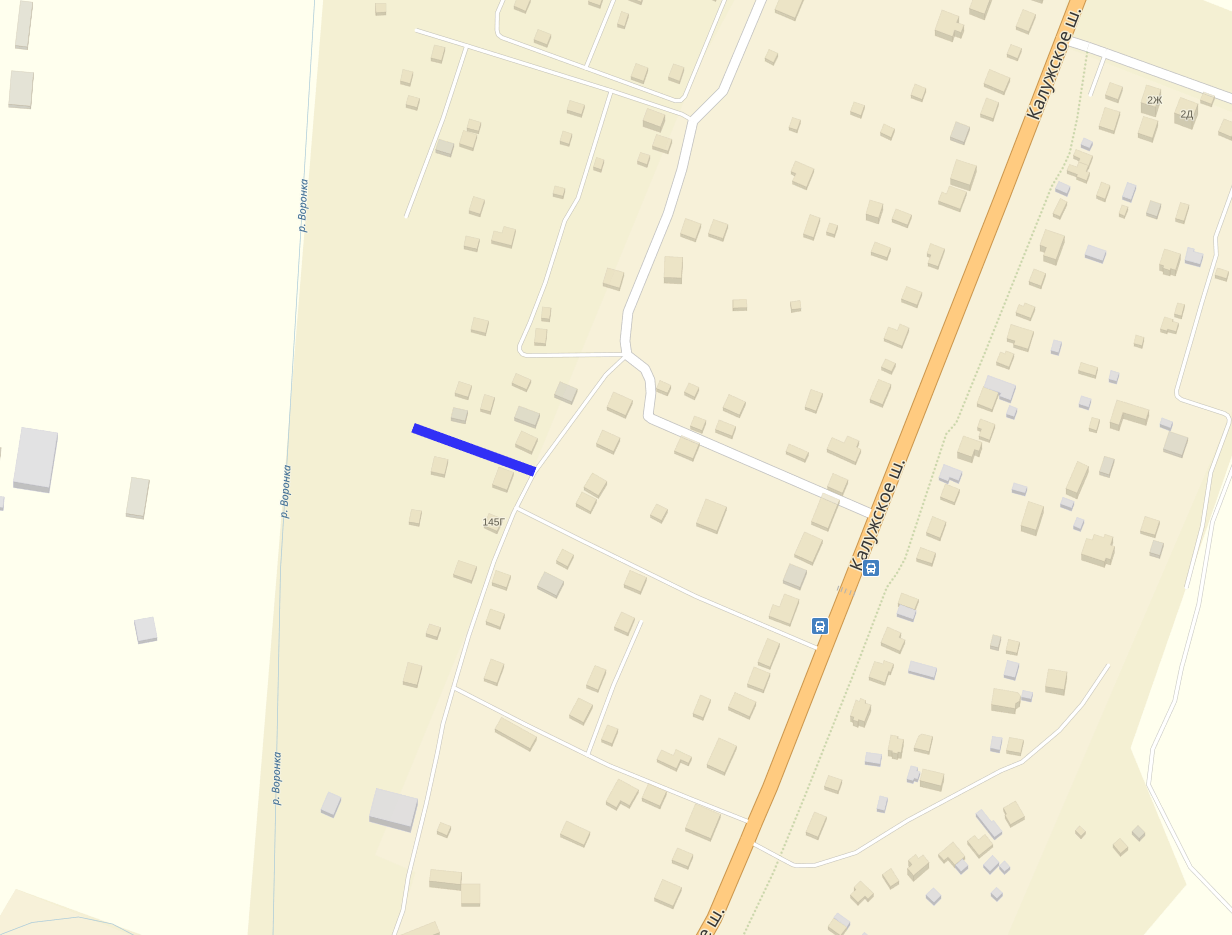 Калужское ш.
2Ж
2Д
р. Воронка
Калужское ш.
р. Воронка
145Г
р. Воронка
е ш.